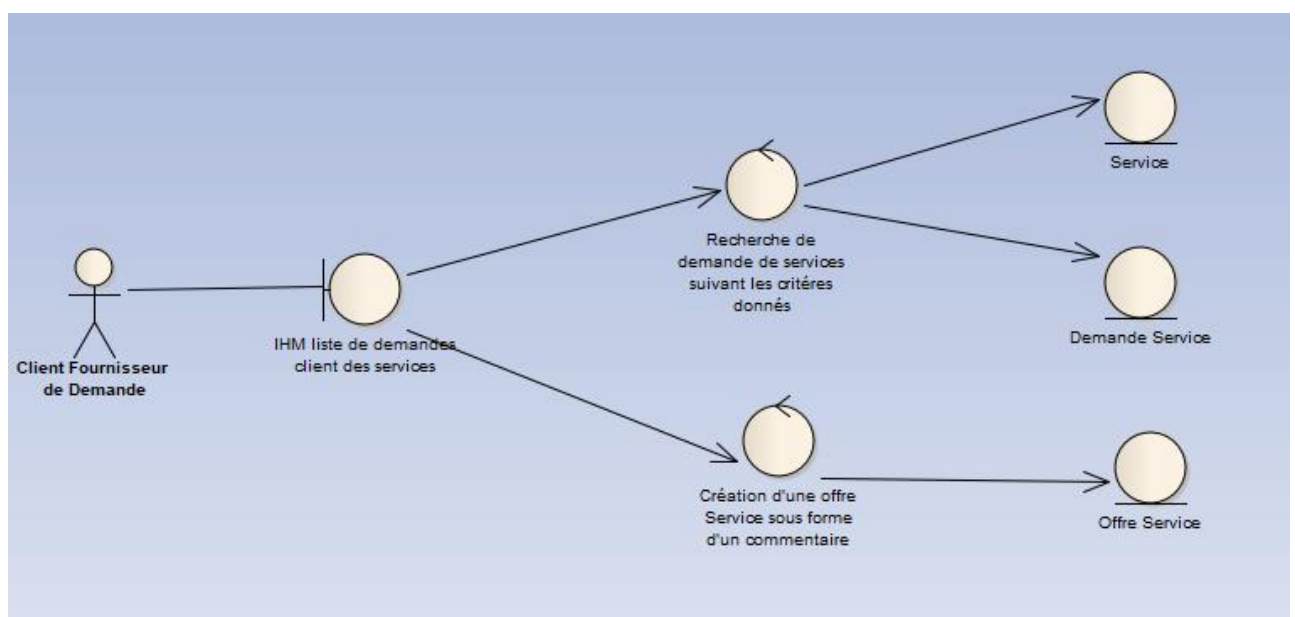 Client Fournisseur
de Demande
IHM liste de demandes
client des services
Recherche de
demande de services
suivant les critéres
donnés
Service
Demande Service
Création d'une offre
Service sous forme
d'un commentaire
Offre Service